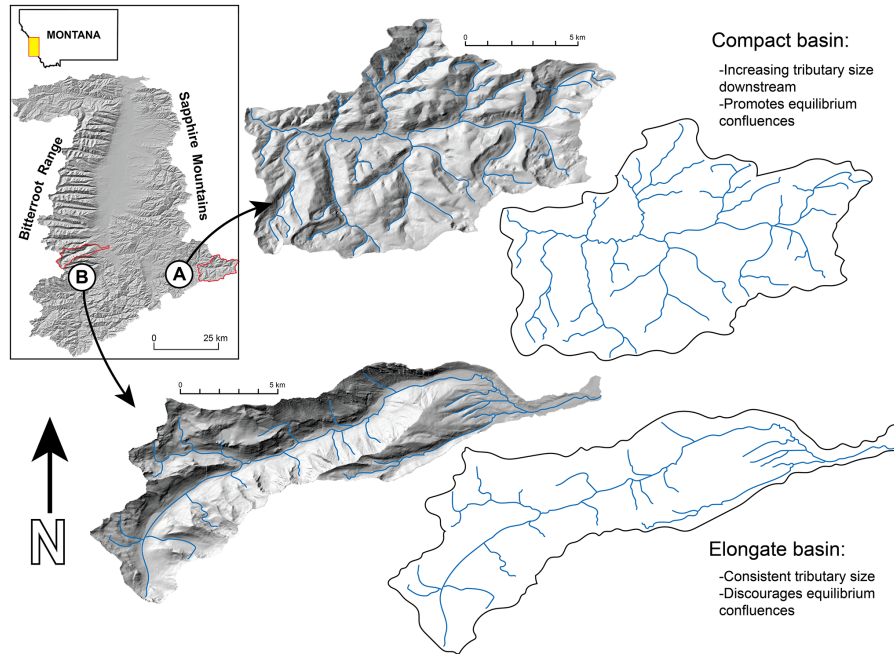 MONTANA
Bitterroot Range
Sapphire Mountains
A
B
0 25 km
0 5 km
Compact basin:
-Increasing tributary size
downstream
-Promotes equilibrium
confluences
0 5 km
N
Elongate basin:
-Consistent tributary size
-Discourages equilibrium
confluences